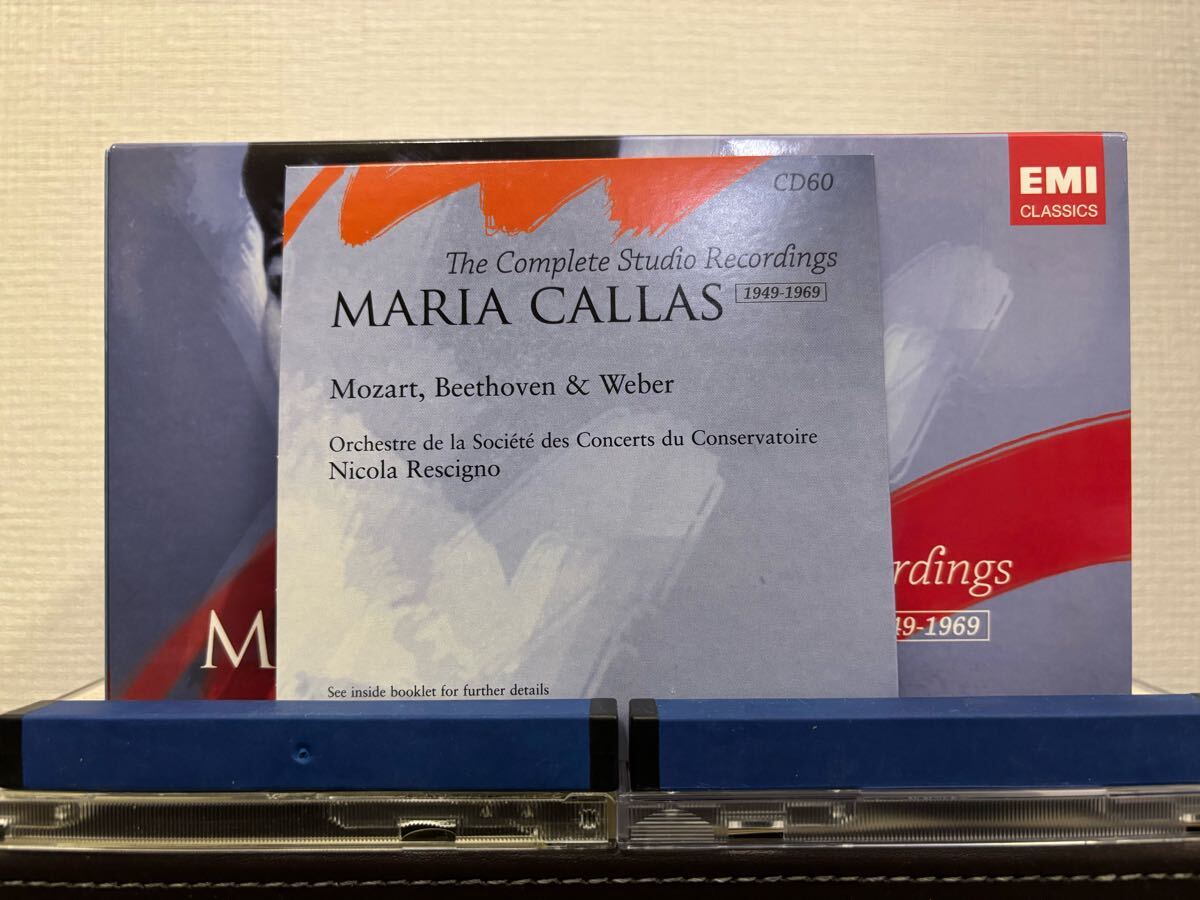 EMI
CLASSICS
CD60
The Complete Studio Recordings
MARIA CALLAS 1949-1969
Mozart, Beethoven & Weber
Orchestre de la Société des Concerts du Conservatoire
Nicola Rescigno
See inside booklet for further details
rdings
49-1969
M